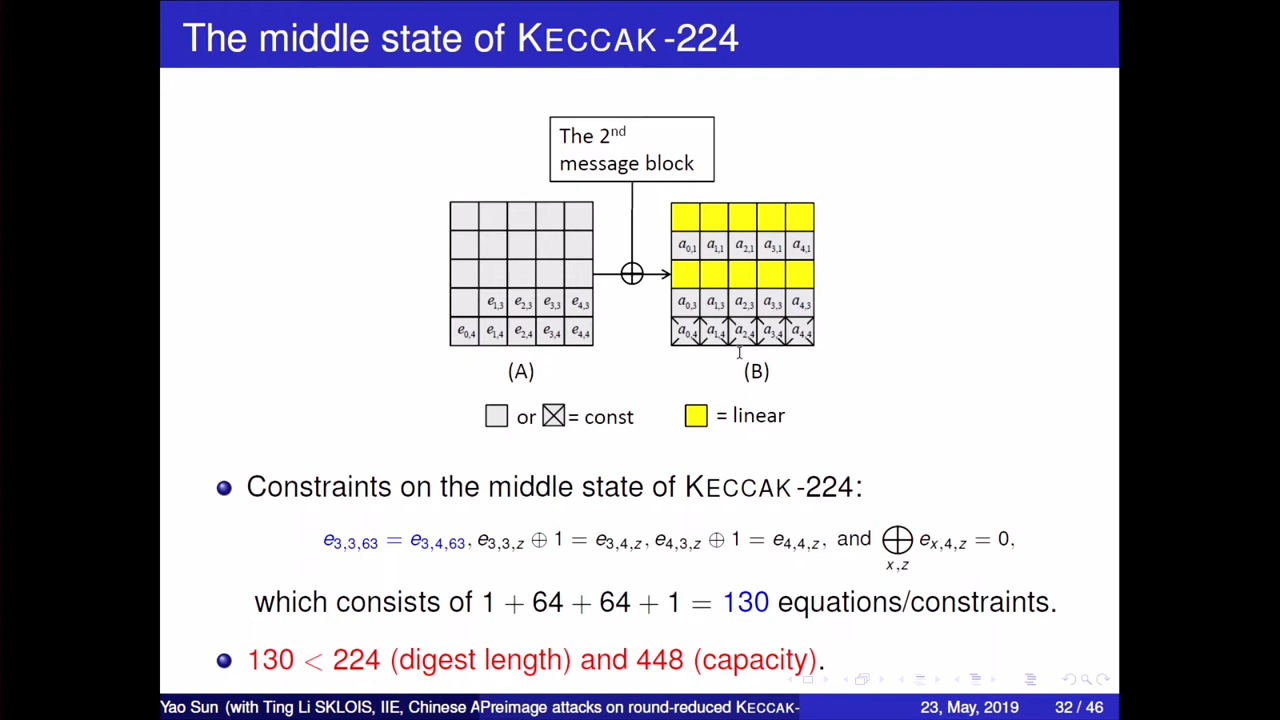 The middle state of KECCAK-224
The 2nd
message block
a0,1 a1,1 a2,1 a3,1 a4,1
e1,3 e2,3 e3,3 e4,3 a0,3 a1,3 a2,3 a3,3 a4,3
e0,4 e1,4 e2,4 e3,4 e4,4 a0,4 a1,4 a2,4 a3,4 a4,4
(A) (B)
or = const = linear
Constraints on the middle state of KECCAK-224:
e3,3,63 = e3,4,63, e3,3,z ⊕ 1 = e3,4,z, e4,3,z ⊕ 1 = e4,4,z, and ⊕x,z ex,4,z = 0,
which consists of 1 + 64 + 64 + 1 = 130 equations/constraints.
130 < 224 (digest length) and 448 (capacity).
Yao Sun (with Ting Li SKLOIS, IIE, Chinese A Preimage attacks on round-reduced KECCAK- 23, May, 2019 32 / 46